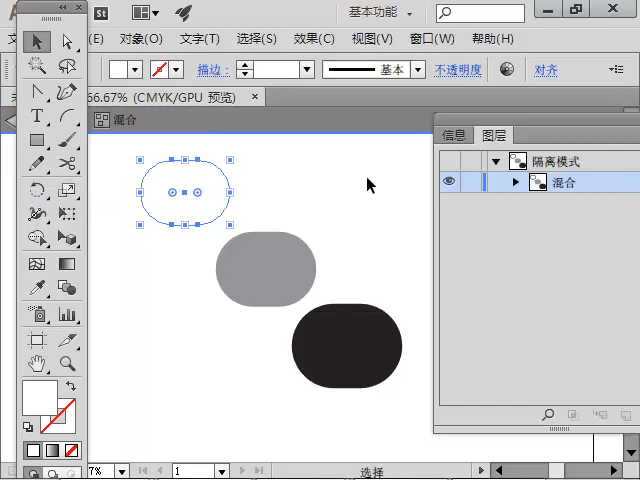 St 基本功能
(E) 对象(O) 文字(T) 选择(S) 效果(C) 视图(V) 窗口(W) 帮助(H)
描边: 基本 不透明度 对齐
66.67% (CMYK/GPU 预览) ×
混合
信息 图层
隔离模式
混合
7% 1 选择